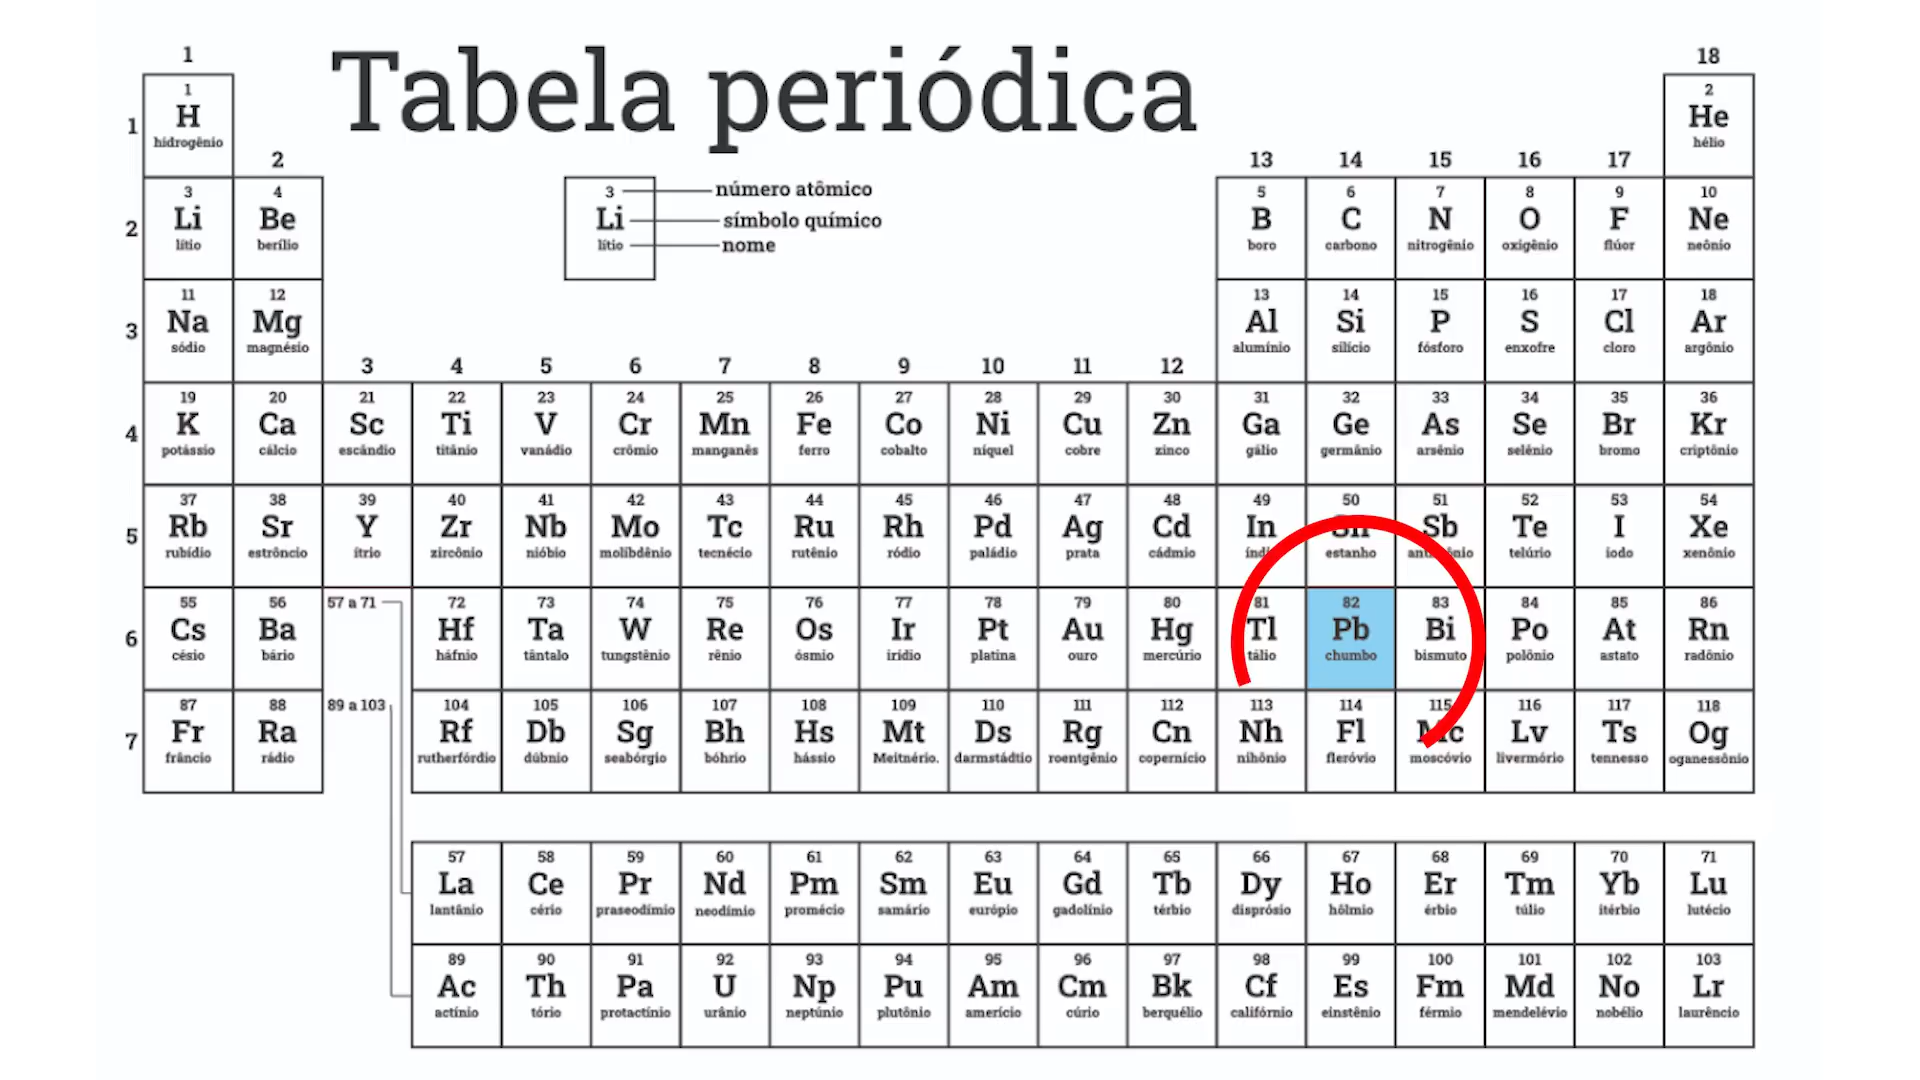 1 18
Tabela periódica
1 2
H He
1 hidrogênio hélio
2 13 14 15 16 17
3 4 3 número atômico 5 6 7 8 9 10
2 Li Be Li símbolo químico B C N O F Ne
lítio berílio lítio nome boro carbono nitrogênio oxigênio flúor neônio
11 12 13 14 15 16 17 18
3 Na Mg Al Si P S Cl Ar
sódio magnésio alumínio silício fósforo enxofre cloro argônio
3 4 5 6 7 8 9 10 11 12
19 20 21 22 23 24 25 26 27 28 29 30 31 32 33 34 35 36
4 K Ca Sc Ti V Cr Mn Fe Co Ni Cu Zn Ga Ge As Se Br Kr
potássio cálcio escândio titânio vanádio crômio manganês ferro cobalto níquel cobre zinco gálio germânio arsênio selênio bromo criptônio
37 38 39 40 41 42 43 44 45 46 47 48 49 50 51 52 53 54
5 Rb Sr Y Zr Nb Mo Tc Ru Rh Pd Ag Cd In Sn Sb Te I Xe
rubídio estrôncio ítrio zircônio nióbio molibdênio tecnécio rutênio ródio paládio prata cádmio estanho telúrio iodo xenônio
55 56 57 a 71 72 73 74 75 76 77 78 79 80 81 82 83 84 85 86
6 Cs Ba Hf Ta W Re Os Ir Pt Au Hg Tl Pb Bi Po At Rn
césio bário háfnio tântalo tungstênio rênio ósmio irídio platina ouro mercúrio tálio chumbo bismuto polônio astato radônio
87 88 89 a 103 104 105 106 107 108 109 110 111 112 113 114 115 116 117 118
7 Fr Ra Rf Db Sg Bh Hs Mt Ds Rg Cn Nh Fl Mc Lv Ts Og
frâncio rádio rutherfórdio dúbnio seabórgio bóhrio hássio Meitnério. darmstádtio roentgênio copernício nihônio fleróvio moscóvio livermório tennesso oganessônio
57 58 59 60 61 62 63 64 65 66 67 68 69 70 71
La Ce Pr Nd Pm Sm Eu Gd Tb Dy Ho Er Tm Yb Lu
lantânio cério praseodímio neodímio promécio samário európio gadolínio térbio disprósio hólmio érbio túlio itérbio lutécio
89 90 91 92 93 94 95 96 97 98 99 100 101 102 103
Ac Th Pa U Np Pu Am Cm Bk Cf Es Fm Md No Lr
actínio tório protactínio urânio neptúnio plutônio amerício cúrio berquélio califórnio einstênio férmio mendelévio nobélio laurêncio